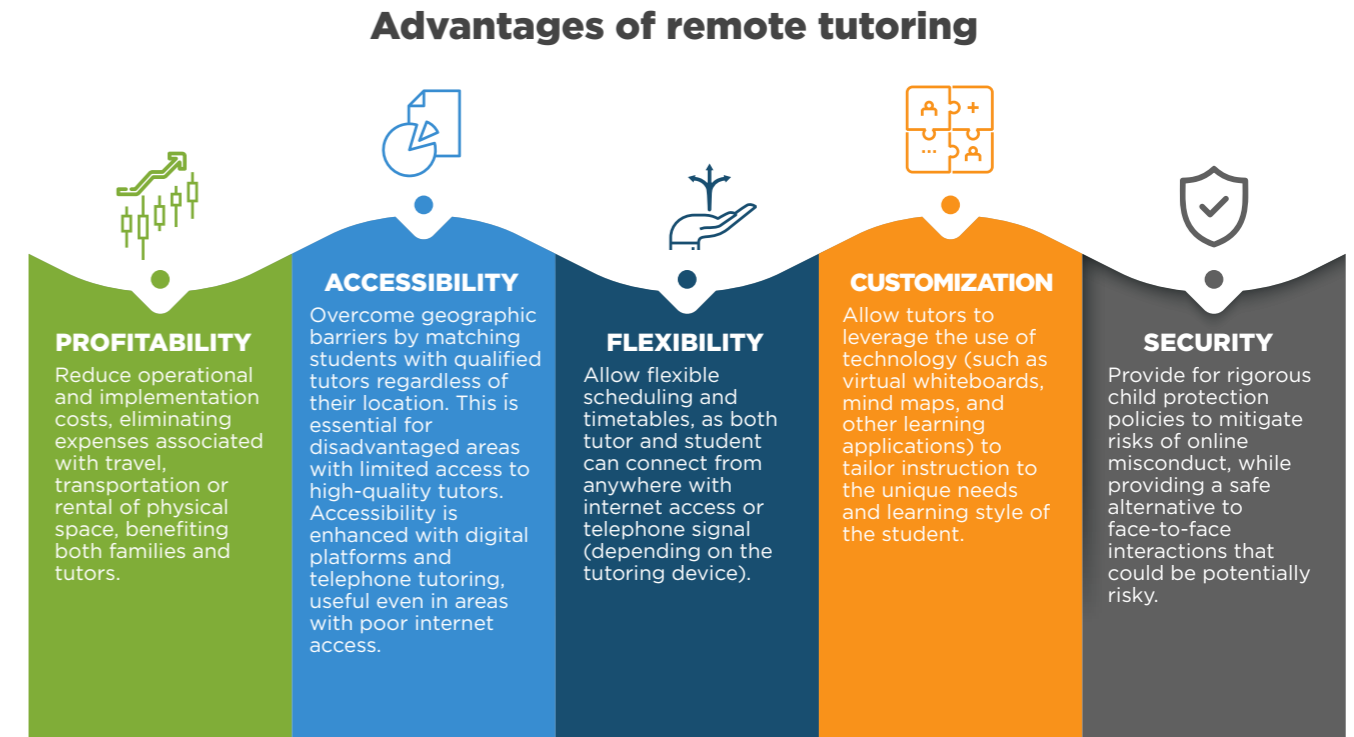 Advantages of remote tutoring
PROFITABILITY
Reduce operational
and implementation
costs, eliminating
expenses associated
with travel,
transportation or
rental of physical
space, benefiting
both families and
tutors.
ACCESSIBILITY
Overcome geographic
barriers by matching
students with qualified
tutors regardless of
their location. This is
essential for
disadvantaged areas
with limited access to
high-quality tutors.
Accessibility is
enhanced with digital
platforms and
telephone tutoring,
useful even in areas
with poor internet
access.
FLEXIBILITY
Allow flexible
scheduling and
timetables, as both
tutor and student
can connect from
anywhere with
internet access or
telephone signal
(depending on the
tutoring device).
CUSTOMIZATION
Allow tutors to
leverage the use of
technology (such as
virtual whiteboards,
mind maps, and
other learning
applications) to
tailor instruction to
the unique needs
and learning style of
the student.
SECURITY
Provide for rigorous
child protection
policies to mitigate
risks of online
misconduct, while
providing a safe
alternative to
face-to-face
interactions that
could be potentially
risky.